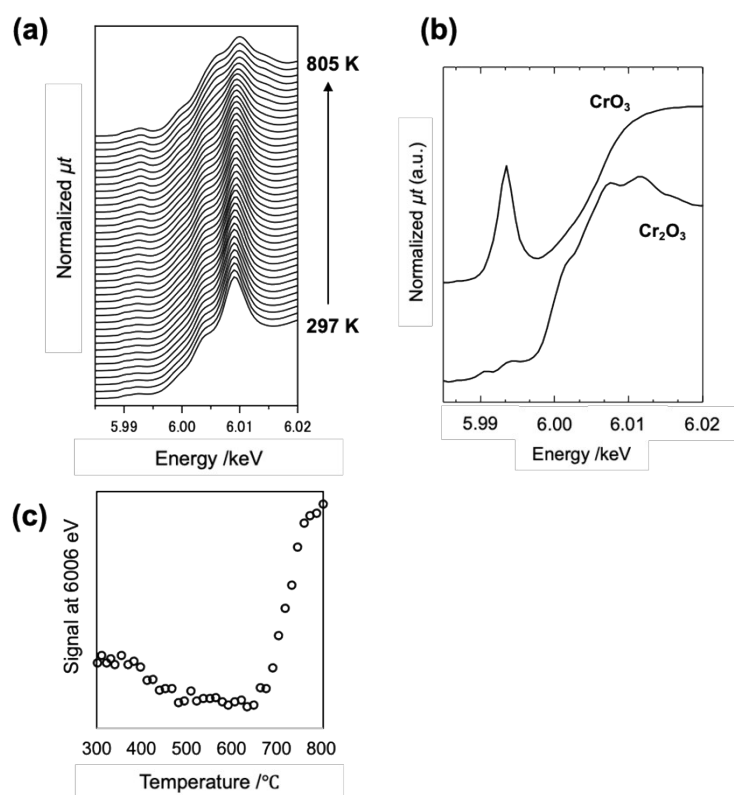 (a)
Normalized μt
805 K
297 K
5.99 6.00 6.01 6.02
Energy /keV
(b)
Normalized μt (a.u.)
CrO₃
Cr₂O₃
5.99 6.00 6.01 6.02
Energy /keV
(c)
Signal at 6006 eV
300 400 500 600 700 800
Temperature /℃